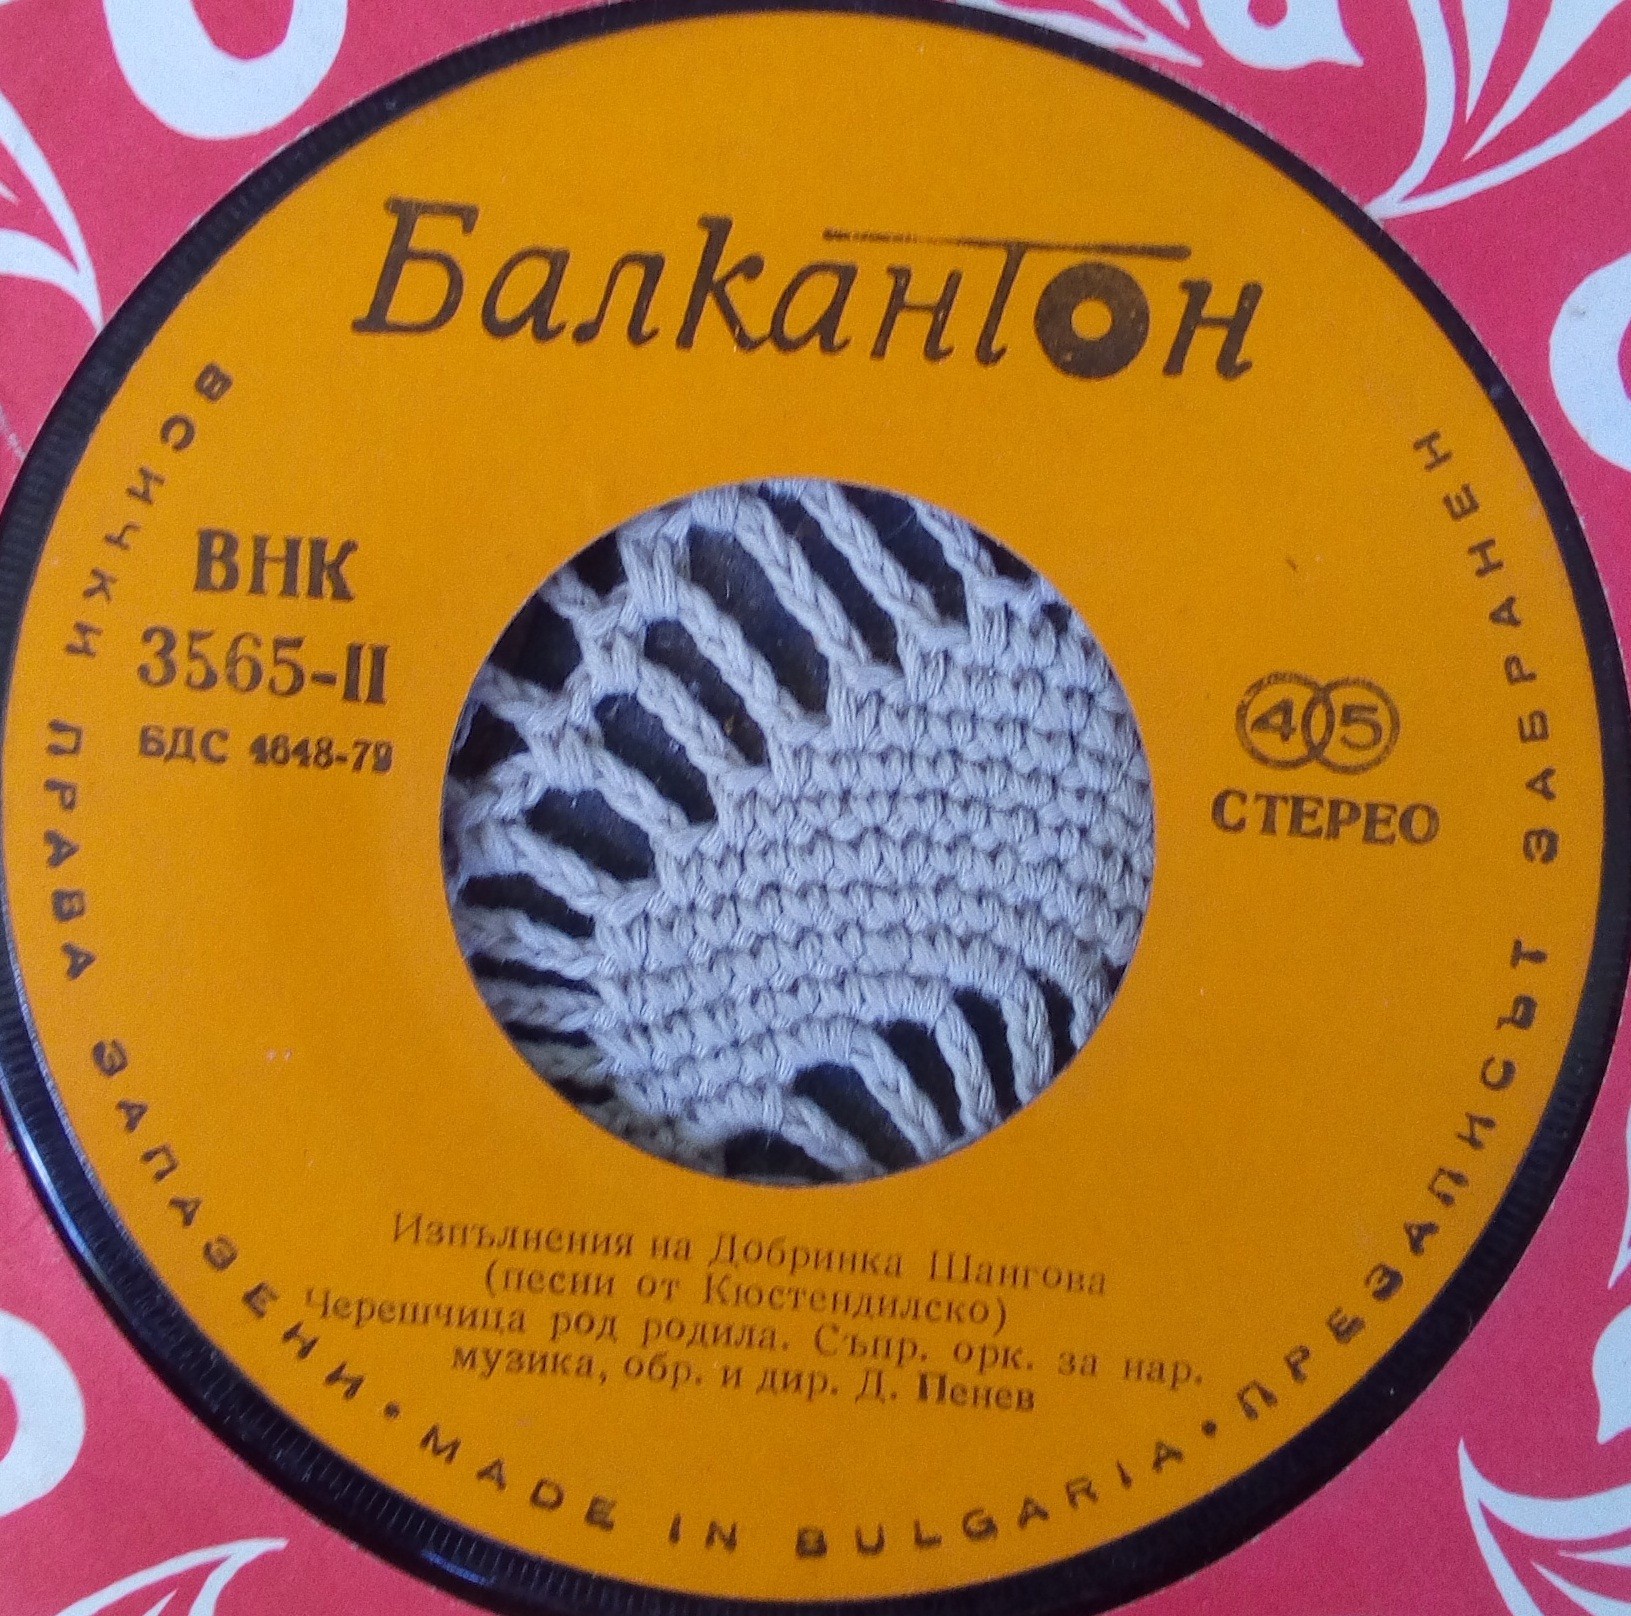 Балкантон
ВНК
3565-II
БДС 4648-79
45
СТЕРЕО
Изпълнения на Добринка Шангова
(песни от Кюстендилско)
Черешчица род родила. Съпр. орк. за нар.
музика, обр. и дир. Д. Пенев
ВСИЧКИ ПРАВА ЗАПАЗЕНИ • MADE IN BULGARIA • ПРЕЗАПИСЪТ ЗАБРАНЕН